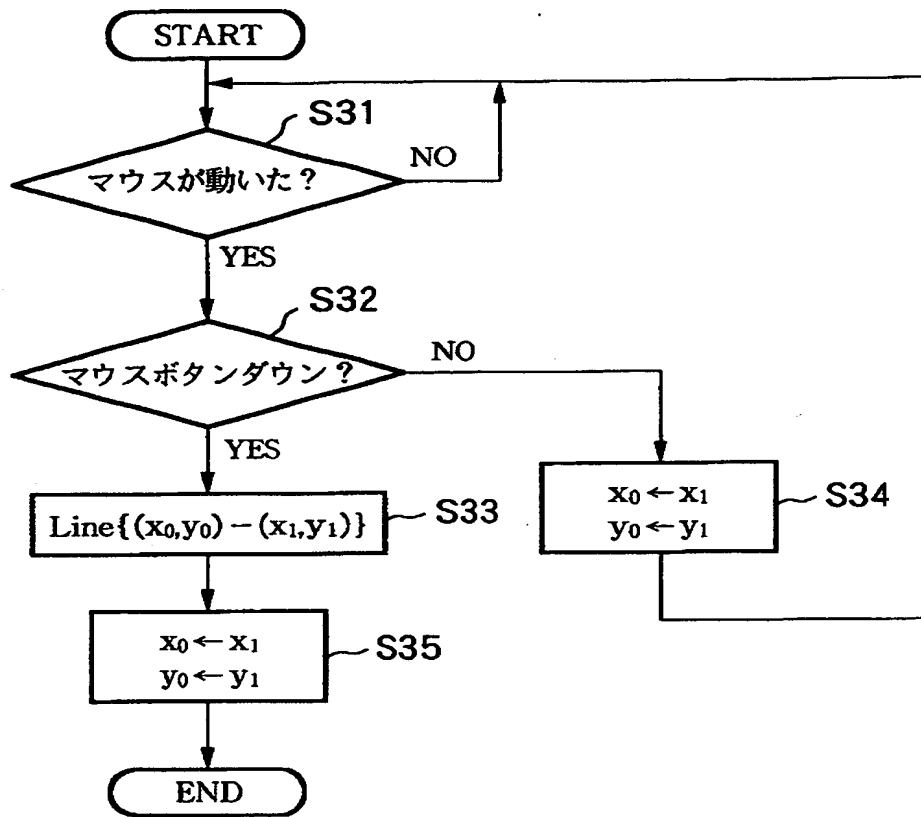 START
S31
マウスが動いた?
NO
YES
S32
マウスボタンダウン?
NO
YES
Line{(x₀,y₀)−(x₁,y₁)}
S33
x₀←x₁
y₀←y₁
S34
x₀←x₁
y₀←y₁
S35
END